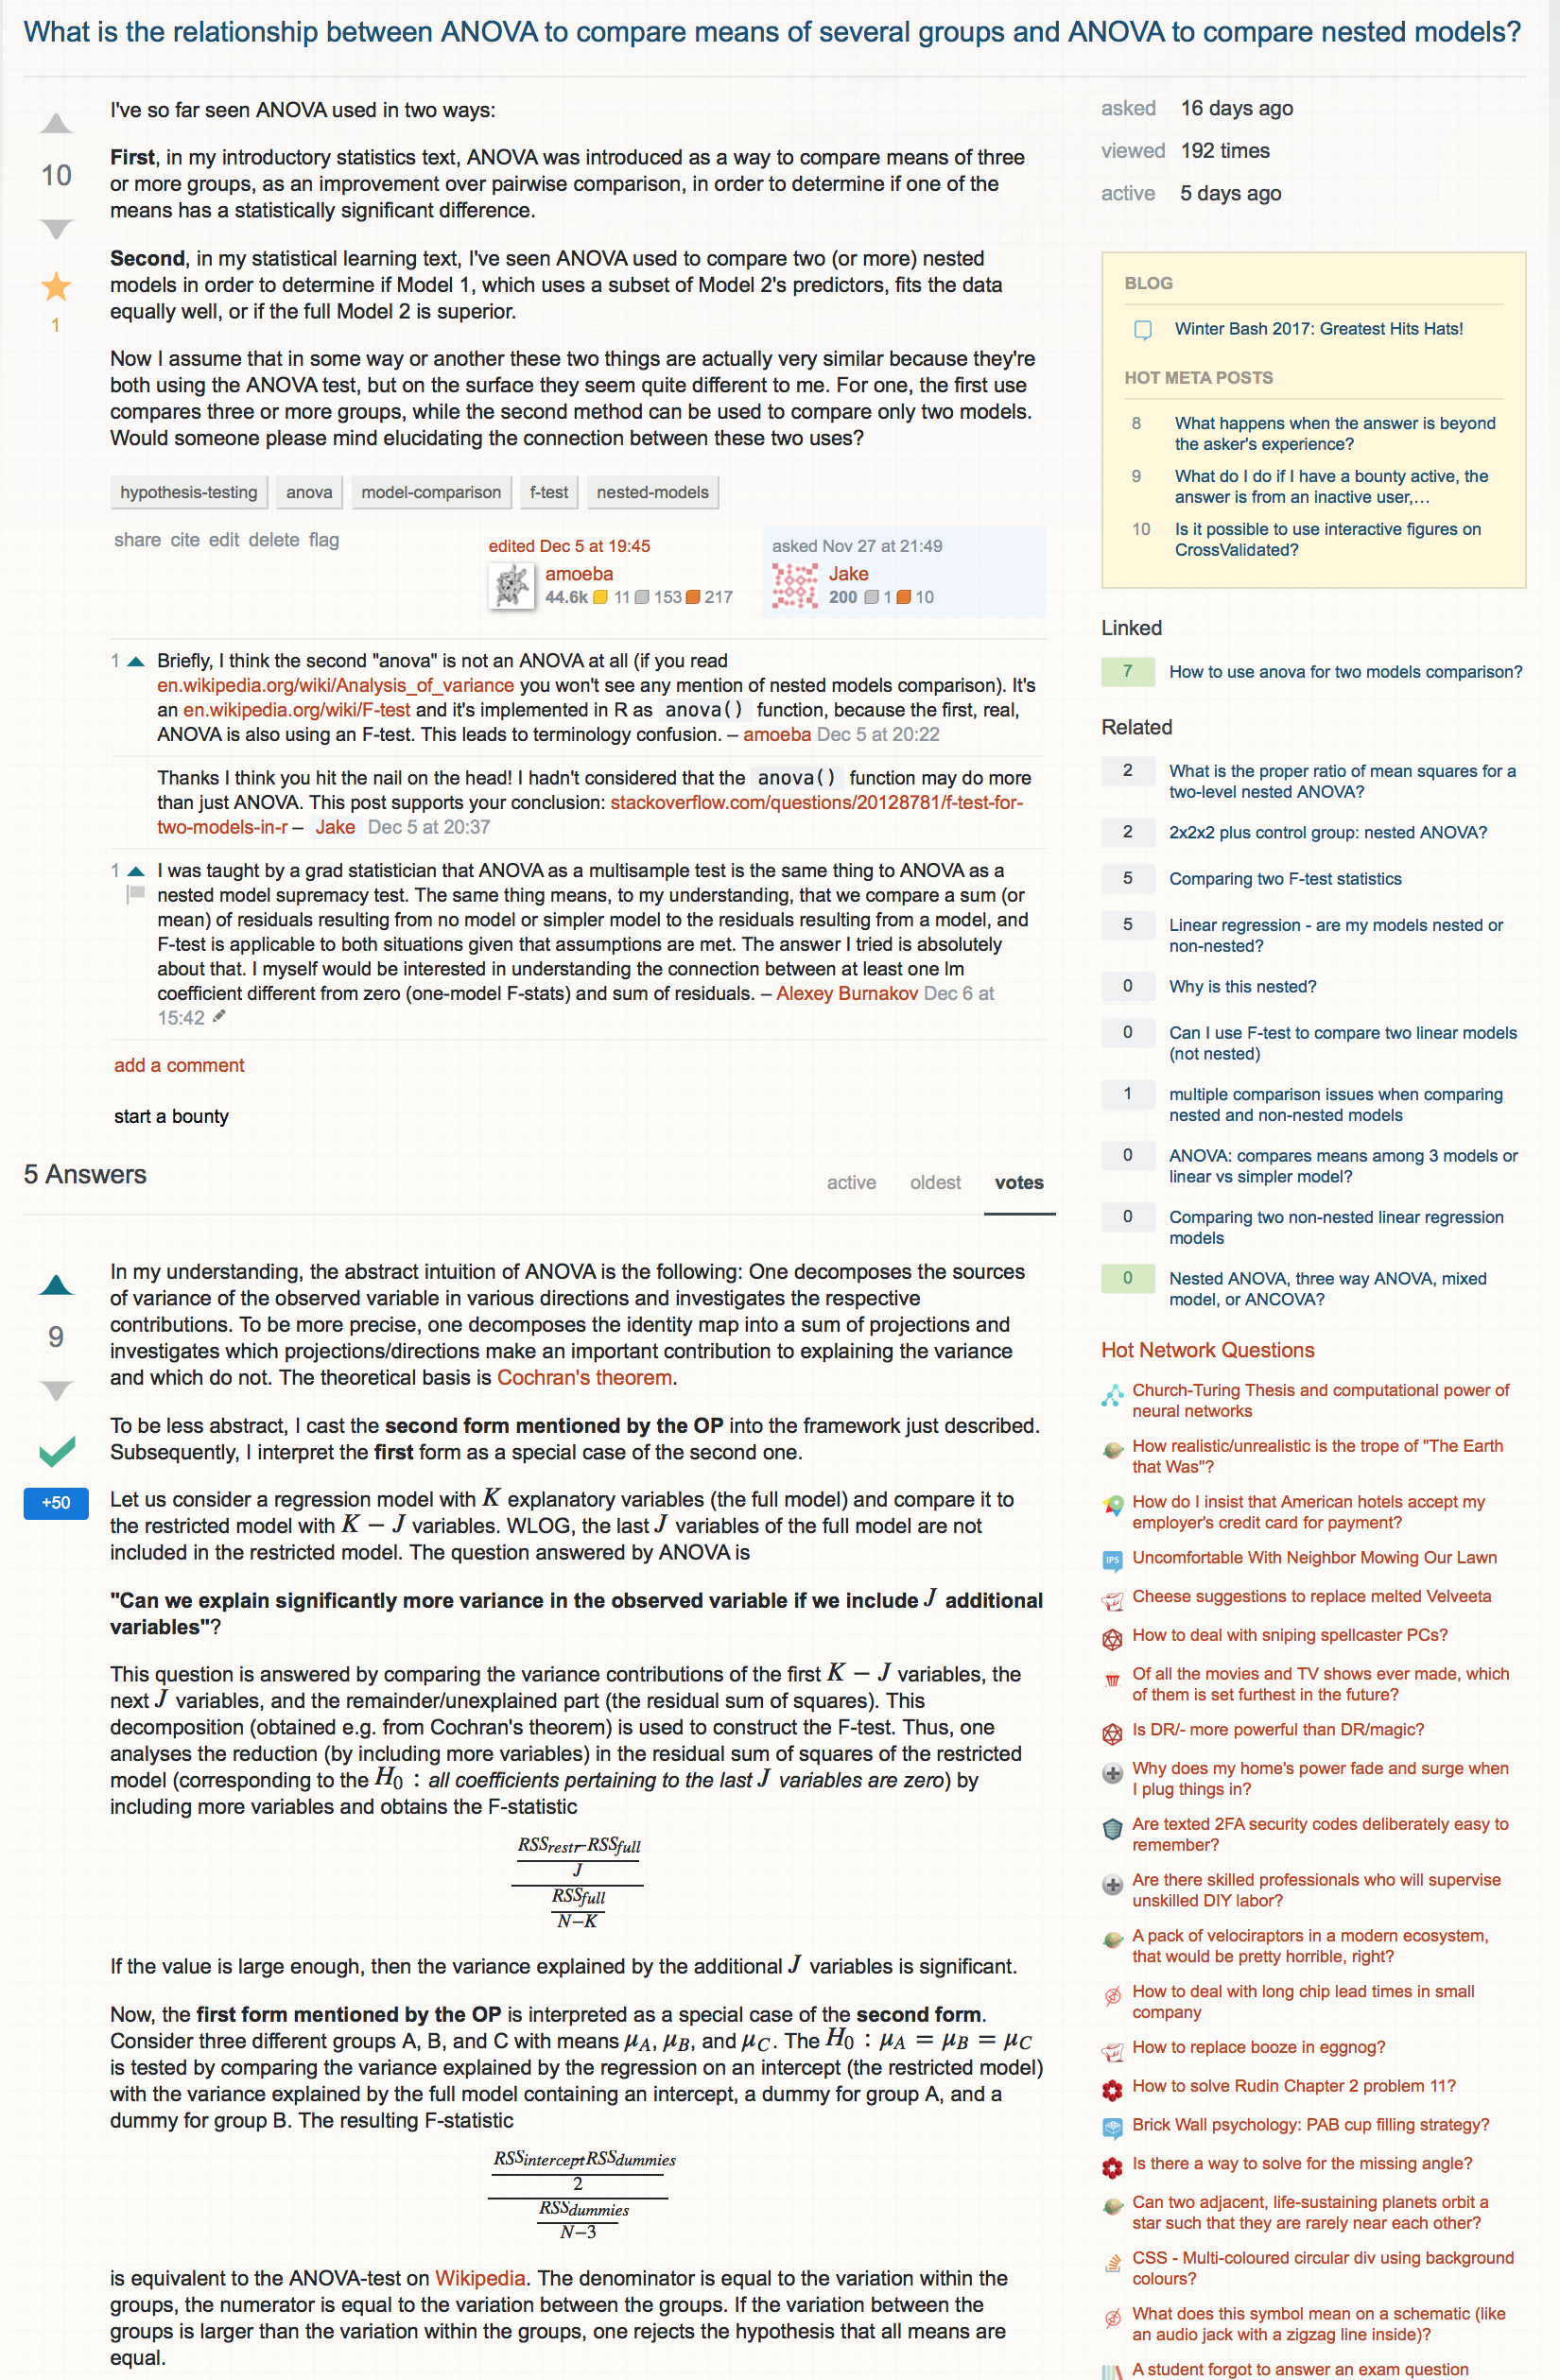 What is the relationship between ANOVA to compare means of several groups and ANOVA to compare nested models?
10
1
I've so far seen ANOVA used in two ways:
First, in my introductory statistics text, ANOVA was introduced as a way to compare means of three
or more groups, as an improvement over pairwise comparison, in order to determine if one of the
means has a statistically significant difference.
Second, in my statistical learning text, I've seen ANOVA used to compare two (or more) nested
models in order to determine if Model 1, which uses a subset of Model 2's predictors, fits the data
equally well, or if the full Model 2 is superior.
Now I assume that in some way or another these two things are actually very similar because they're
both using the ANOVA test, but on the surface they seem quite different to me. For one, the first use
compares three or more groups, while the second method can be used to compare only two models.
Would someone please mind elucidating the connection between these two uses?
hypothesis-testing anova model-comparison f-test nested-models
share cite edit delete flag
edited Dec 5 at 19:45
amoeba
44.6k 11 153 217
asked Nov 27 at 21:49
Jake
200 1 10
1 Briefly, I think the second "anova" is not an ANOVA at all (if you read
en.wikipedia.org/wiki/Analysis_of_variance you won't see any mention of nested models comparison). It's
an en.wikipedia.org/wiki/F-test and it's implemented in R as anova() function, because the first, real,
ANOVA is also using an F-test. This leads to terminology confusion. – amoeba Dec 5 at 20:22
Thanks I think you hit the nail on the head! I hadn't considered that the anova() function may do more
than just ANOVA. This post supports your conclusion: stackoverflow.com/questions/20128781/f-test-for-
two-models-in-r – Jake Dec 5 at 20:37
1 I was taught by a grad statistician that ANOVA as a multisample test is the same thing to ANOVA as a
nested model supremacy test. The same thing means, to my understanding, that we compare a sum (or
mean) of residuals resulting from no model or simpler model to the residuals resulting from a model, and
F-test is applicable to both situations given that assumptions are met. The answer I tried is absolutely
about that. I myself would be interested in understanding the connection between at least one lm
coefficient different from zero (one-model F-stats) and sum of residuals. – Alexey Burnakov Dec 6 at
15:42
add a comment
start a bounty
5 Answers
active oldest votes
9
+50
In my understanding, the abstract intuition of ANOVA is the following: One decomposes the sources
of variance of the observed variable in various directions and investigates the respective
contributions. To be more precise, one decomposes the identity map into a sum of projections and
investigates which projections/directions make an important contribution to explaining the variance
and which do not. The theoretical basis is Cochran's theorem.
To be less abstract, I cast the second form mentioned by the OP into the framework just described.
Subsequently, I interpret the first form as a special case of the second one.
Let us consider a regression model with K explanatory variables (the full model) and compare it to
the restricted model with K − J variables. WLOG, the last J variables of the full model are not
included in the restricted model. The question answered by ANOVA is
"Can we explain significantly more variance in the observed variable if we include J additional
variables"?
This question is answered by comparing the variance contributions of the first K − J variables, the
next J variables, and the remainder/unexplained part (the residual sum of squares). This
decomposition (obtained e.g. from Cochran's theorem) is used to construct the F-test. Thus, one
analyses the reduction (by including more variables) in the residual sum of squares of the restricted
model (corresponding to the H0 : all coefficients pertaining to the last J variables are zero) by
including more variables and obtains the F-statistic
RSSrestr−RSSfull
J
RSSfull
N−K
If the value is large enough, then the variance explained by the additional J variables is significant.
Now, the first form mentioned by the OP is interpreted as a special case of the second form.
Consider three different groups A, B, and C with means μA, μB, and μC. The H0 : μA = μB = μC
is tested by comparing the variance explained by the regression on an intercept (the restricted model)
with the variance explained by the full model containing an intercept, a dummy for group A, and a
dummy for group B. The resulting F-statistic
RSSintercept−RSSdummies
2
RSSdummies
N−3
is equivalent to the ANOVA-test on Wikipedia. The denominator is equal to the variation within the
groups, the numerator is equal to the variation between the groups. If the variation between the
groups is larger than the variation within the groups, one rejects the hypothesis that all means are
equal.
asked 16 days ago
viewed 192 times
active 5 days ago
BLOG
Winter Bash 2017: Greatest Hits Hats!
HOT META POSTS
8 What happens when the answer is beyond
the asker's experience?
9 What do I do if I have a bounty active, the
answer is from an inactive user,…
10 Is it possible to use interactive figures on
CrossValidated?
Linked
7 How to use anova for two models comparison?
Related
2 What is the proper ratio of mean squares for a
two-level nested ANOVA?
2 2x2x2 plus control group: nested ANOVA?
5 Comparing two F-test statistics
5 Linear regression - are my models nested or
non-nested?
0 Why is this nested?
0 Can I use F-test to compare two linear models
(not nested)
1 multiple comparison issues when comparing
nested and non-nested models
0 ANOVA: compares means among 3 models or
linear vs simpler model?
0 Comparing two non-nested linear regression
models
0 Nested ANOVA, three way ANOVA, mixed
model, or ANCOVA?
Hot Network Questions
Church-Turing Thesis and computational power of
neural networks
How realistic/unrealistic is the trope of "The Earth
that Was"?
How do I insist that American hotels accept my
employer's credit card for payment?
IPS Uncomfortable With Neighbor Mowing Our Lawn
Cheese suggestions to replace melted Velveeta
How to deal with sniping spellcaster PCs?
Of all the movies and TV shows ever made, which
of them is set furthest in the future?
Is DR/- more powerful than DR/magic?
Why does my home's power fade and surge when
I plug things in?
Are texted 2FA security codes deliberately easy to
remember?
Are there skilled professionals who will supervise
unskilled DIY labor?
A pack of velociraptors in a modern ecosystem,
that would be pretty horrible, right?
How to deal with long chip lead times in small
company
How to replace booze in eggnog?
How to solve Rudin Chapter 2 problem 11?
Brick Wall psychology: PAB cup filling strategy?
Is there a way to solve for the missing angle?
Can two adjacent, life-sustaining planets orbit a
star such that they are rarely near each other?
CSS - Multi-coloured circular div using background
colours?
What does this symbol mean on a schematic (like
an audio jack with a zigzag line inside)?
A student forgot to answer an exam question